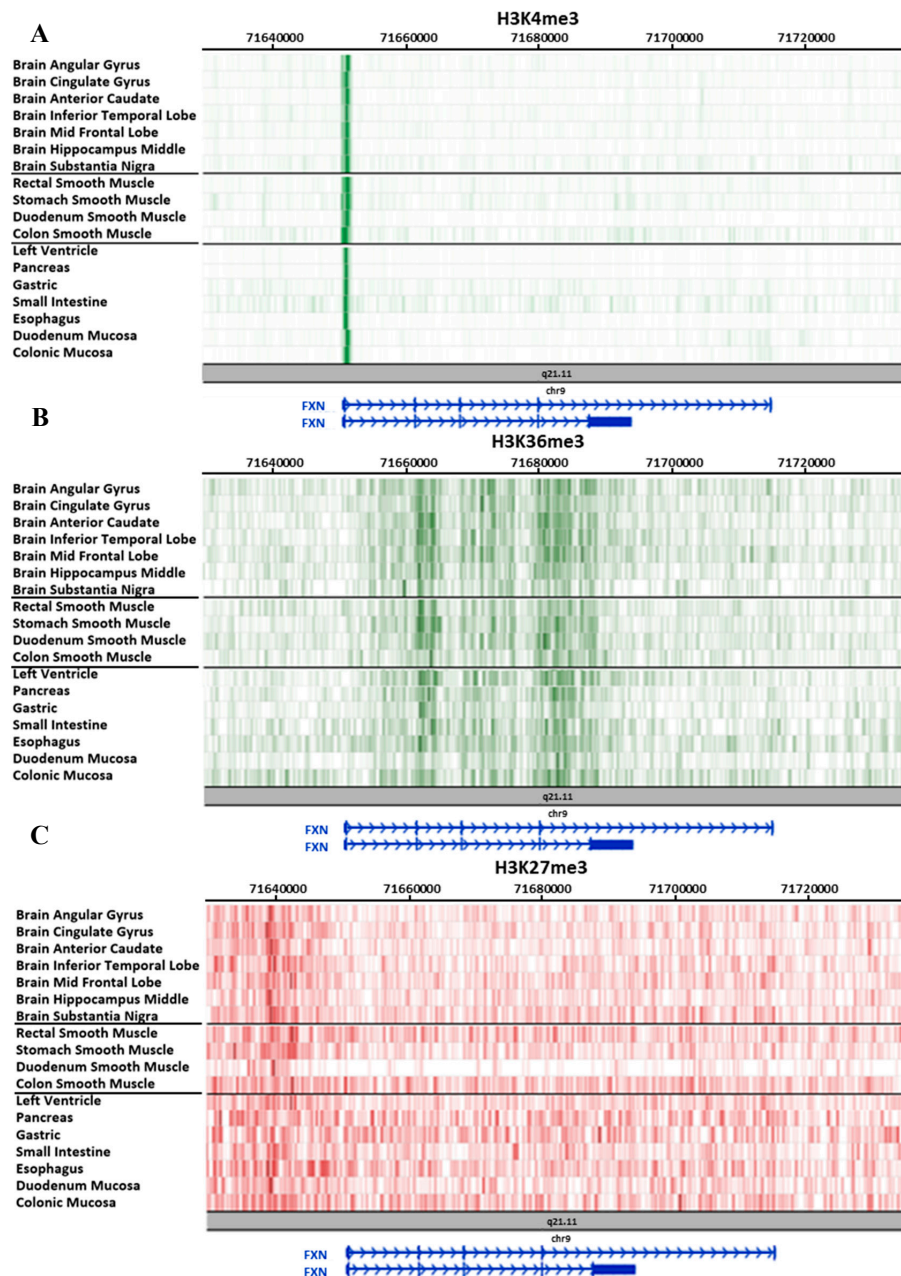 A
H3K4me3
71640000 71660000 71680000 71700000 71720000
Brain Angular Gyrus
Brain Cingulate Gyrus
Brain Anterior Caudate
Brain Inferior Temporal Lobe
Brain Mid Frontal Lobe
Brain Hippocampus Middle
Brain Substantia Nigra
Rectal Smooth Muscle
Stomach Smooth Muscle
Duodenum Smooth Muscle
Colon Smooth Muscle
Left Ventricle
Pancreas
Gastric
Small Intestine
Esophagus
Duodenum Mucosa
Colonic Mucosa
q21.11
chr9
FXN
FXN
B
H3K36me3
71640000 71660000 71680000 71700000 71720000
Brain Angular Gyrus
Brain Cingulate Gyrus
Brain Anterior Caudate
Brain Inferior Temporal Lobe
Brain Mid Frontal Lobe
Brain Hippocampus Middle
Brain Substantia Nigra
Rectal Smooth Muscle
Stomach Smooth Muscle
Duodenum Smooth Muscle
Colon Smooth Muscle
Left Ventricle
Pancreas
Gastric
Small Intestine
Esophagus
Duodenum Mucosa
Colonic Mucosa
q21.11
chr9
FXN
FXN
C
H3K27me3
71640000 71660000 71680000 71700000 71720000
Brain Angular Gyrus
Brain Cingulate Gyrus
Brain Anterior Caudate
Brain Inferior Temporal Lobe
Brain Mid Frontal Lobe
Brain Hippocampus Middle
Brain Substantia Nigra
Rectal Smooth Muscle
Stomach Smooth Muscle
Duodenum Smooth Muscle
Colon Smooth Muscle
Left Ventricle
Pancreas
Gastric
Small Intestine
Esophagus
Duodenum Mucosa
Colonic Mucosa
q21.11
chr9
FXN
FXN